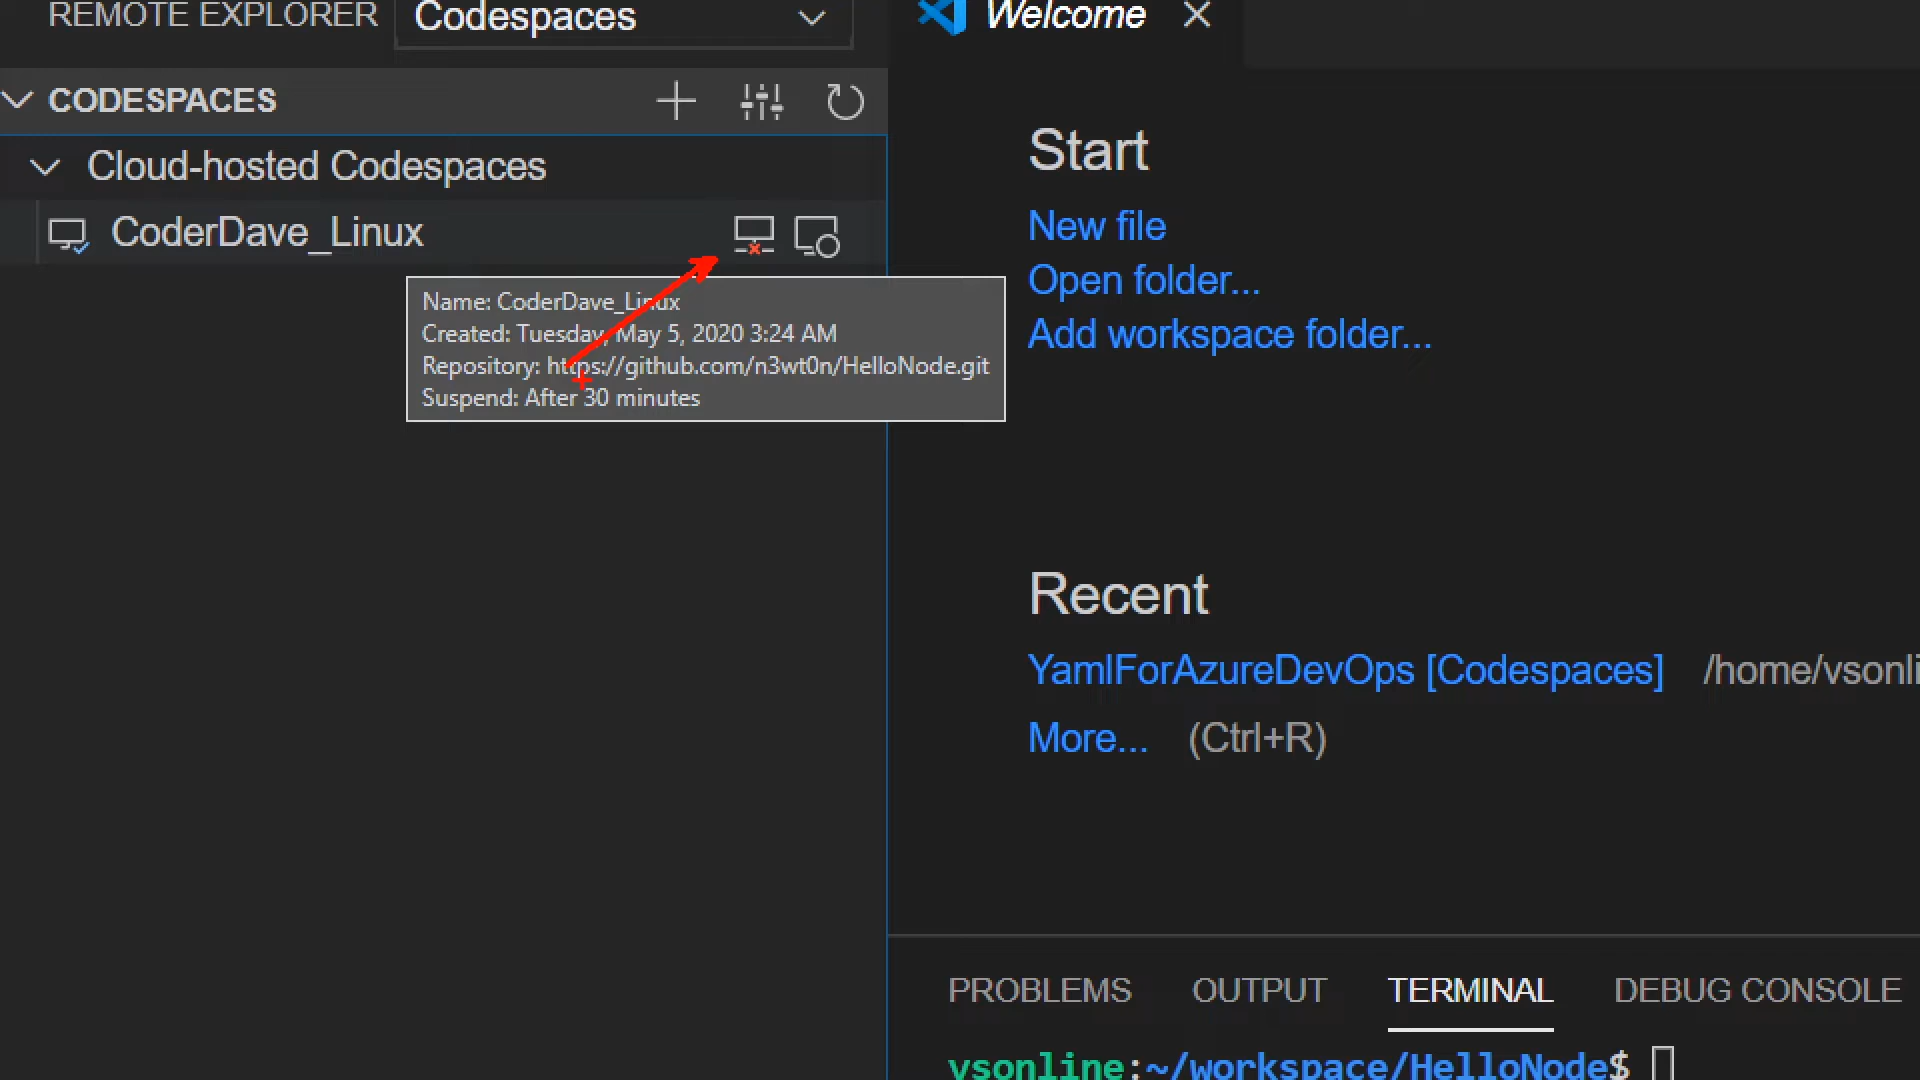 REMOTE EXPLORER
Codespaces
Welcome
CODESPACES
Cloud-hosted Codespaces
CoderDave_Linux
Name: CoderDave_Linux
Created: Tuesday, May 5, 2020 3:24 AM
Repository: https://github.com/n3wt0n/HelloNode.git
Suspend: After 30 minutes
Start
New file
Open folder...
Add workspace folder...
Recent
YamlForAzureDevOps [Codespaces] /home/vsonli
More... (Ctrl+R)
PROBLEMS OUTPUT TERMINAL DEBUG CONSOLE
vsonline:~/workspace/HelloNode$